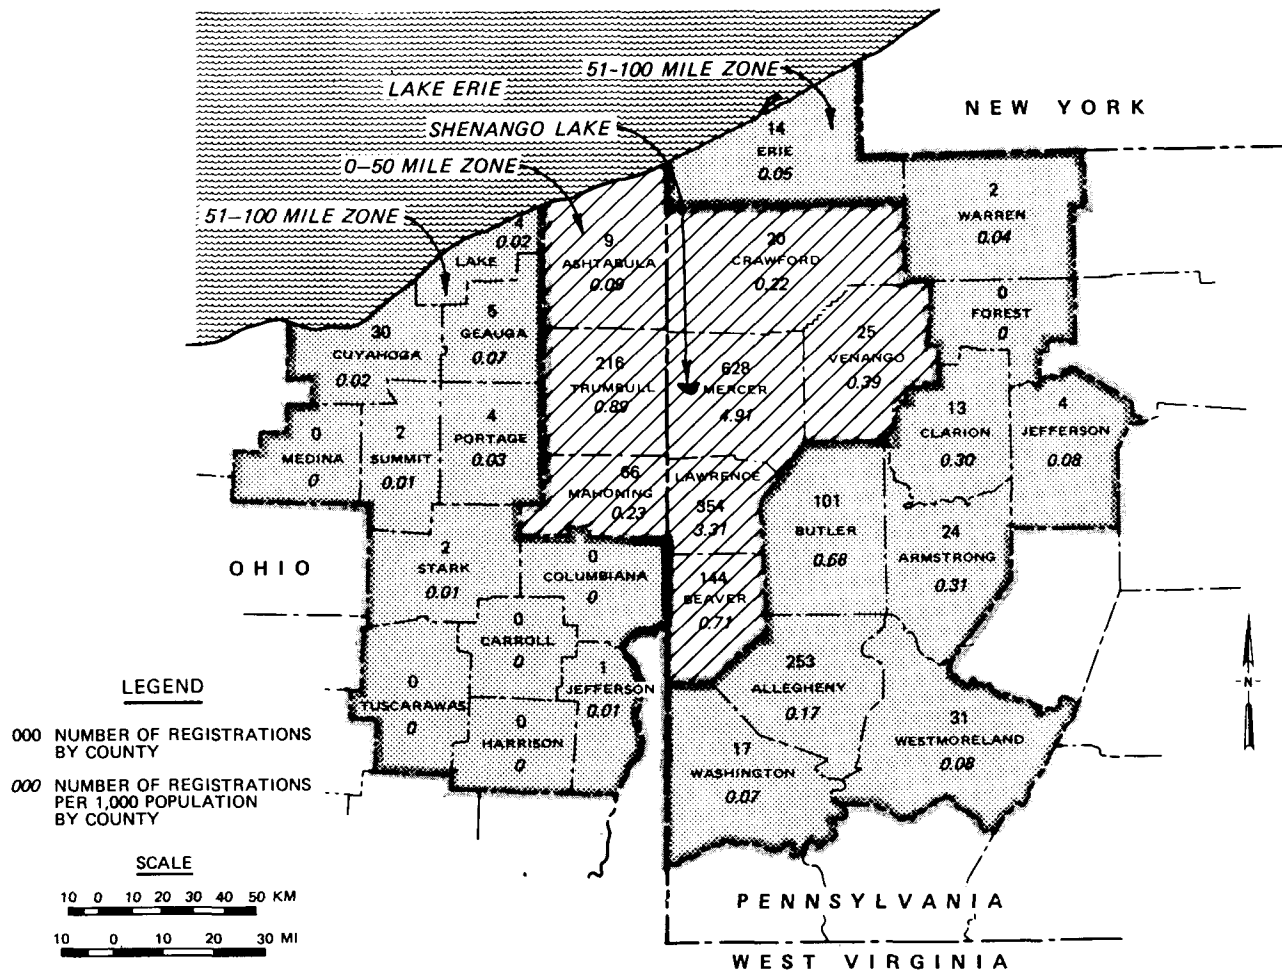 51-100 MILE ZONE
LAKE ERIE
NEW YORK
SHENANGO LAKE
14
ERIE
0.05
0-50 MILE ZONE
51-100 MILE ZONE
2
WARREN
0.04
4
0.02
LAKE
9
ASHTABULA
0.09
20
CRAWFORD
0.22
0
FOREST
0
5
GEAUGA
0.07
30
CUYAHOGA
0.02
25
VENANGO
0.39
216
TRUMBULL
0.89
628
MERCER
4.91
13
CLARION
0.30
4
JEFFERSON
0.08
0
MEDINA
0
2
SUMMIT
0.01
4
PORTAGE
0.03
66
MAHONING
0.23
LAWRENCE
354
3.31
101
BUTLER
0.68
24
ARMSTRONG
0.31
OHIO
2
STARK
0.01
0
COLUMBIANA
0
144
BEAVER
0.71
0
CARROLL
0
0
TUSCARAWAS
0
1
JEFFERSON
0.01
0
HARRISON
0
253
ALLEGHENY
0.17
31
WESTMORELAND
0.08
17
WASHINGTON
0.07
N
LEGEND
000 NUMBER OF REGISTRATIONS
BY COUNTY
000 NUMBER OF REGISTRATIONS
PER 1,000 POPULATION
BY COUNTY
SCALE
10 0 10 20 30 40 50 KM
10 0 10 20 30 MI
PENNSYLVANIA
WEST VIRGINIA